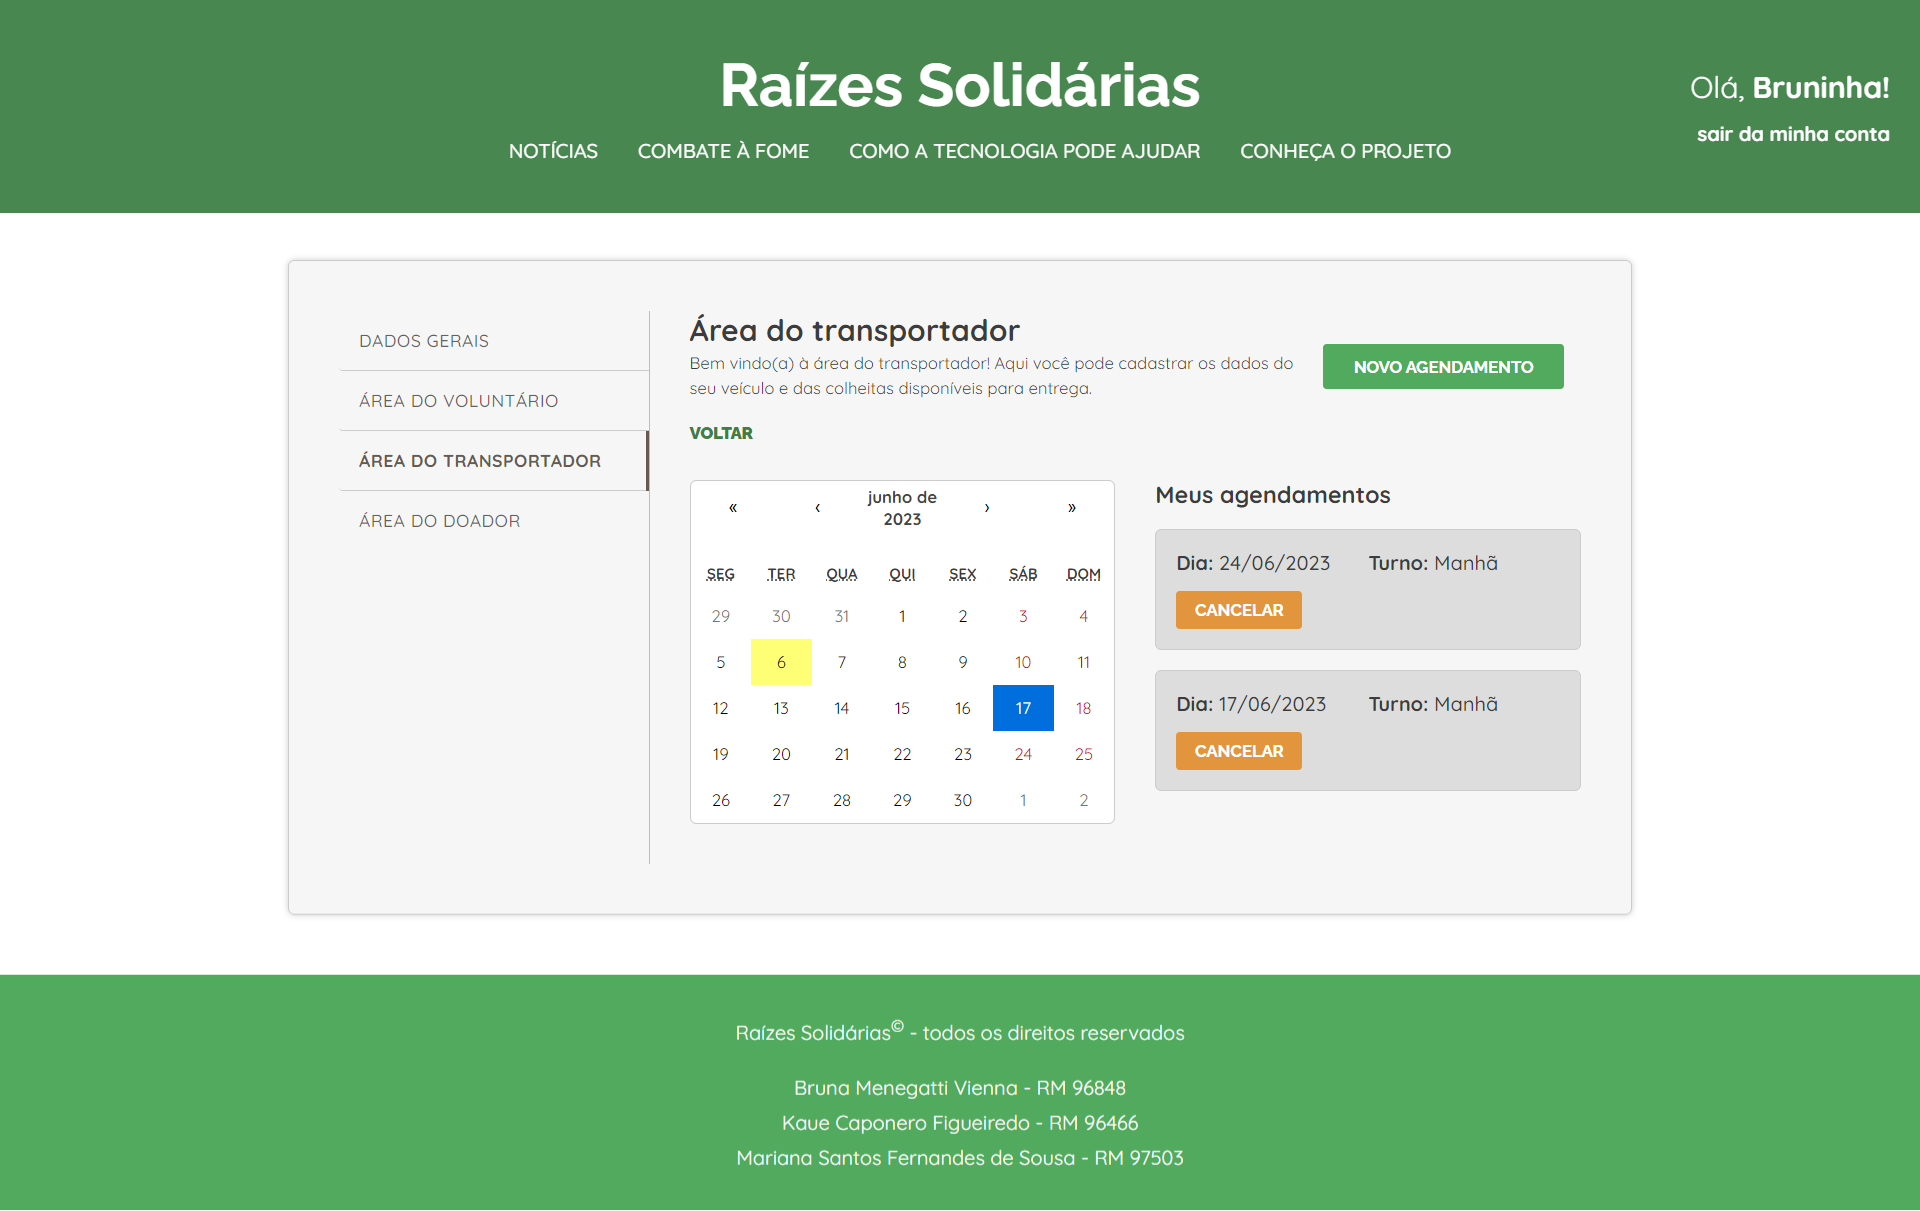 Raízes Solidárias
Olá, Bruninha!
sair da minha conta
NOTÍCIAS COMBATE À FOME COMO A TECNOLOGIA PODE AJUDAR CONHEÇA O PROJETO
DADOS GERAIS
ÁREA DO VOLUNTÁRIO
ÁREA DO TRANSPORTADOR
ÁREA DO DOADOR
Área do transportador
Bem vindo(a) à área do transportador! Aqui você pode cadastrar os dados do
seu veículo e das colheitas disponíveis para entrega.
NOVO AGENDAMENTO
VOLTAR
« ‹ junho de › »
2023
SEG TER QUA QUI SEX SÁB DOM
29 30 31 1 2 3 4
5 6 7 8 9 10 11
12 13 14 15 16 17 18
19 20 21 22 23 24 25
26 27 28 29 30 1 2
Meus agendamentos
Dia: 24/06/2023 Turno: Manhã
CANCELAR
Dia: 17/06/2023 Turno: Manhã
CANCELAR
Raízes Solidárias© - todos os direitos reservados
Bruna Menegatti Vienna - RM 96848
Kaue Caponero Figueiredo - RM 96466
Mariana Santos Fernandes de Sousa - RM 97503